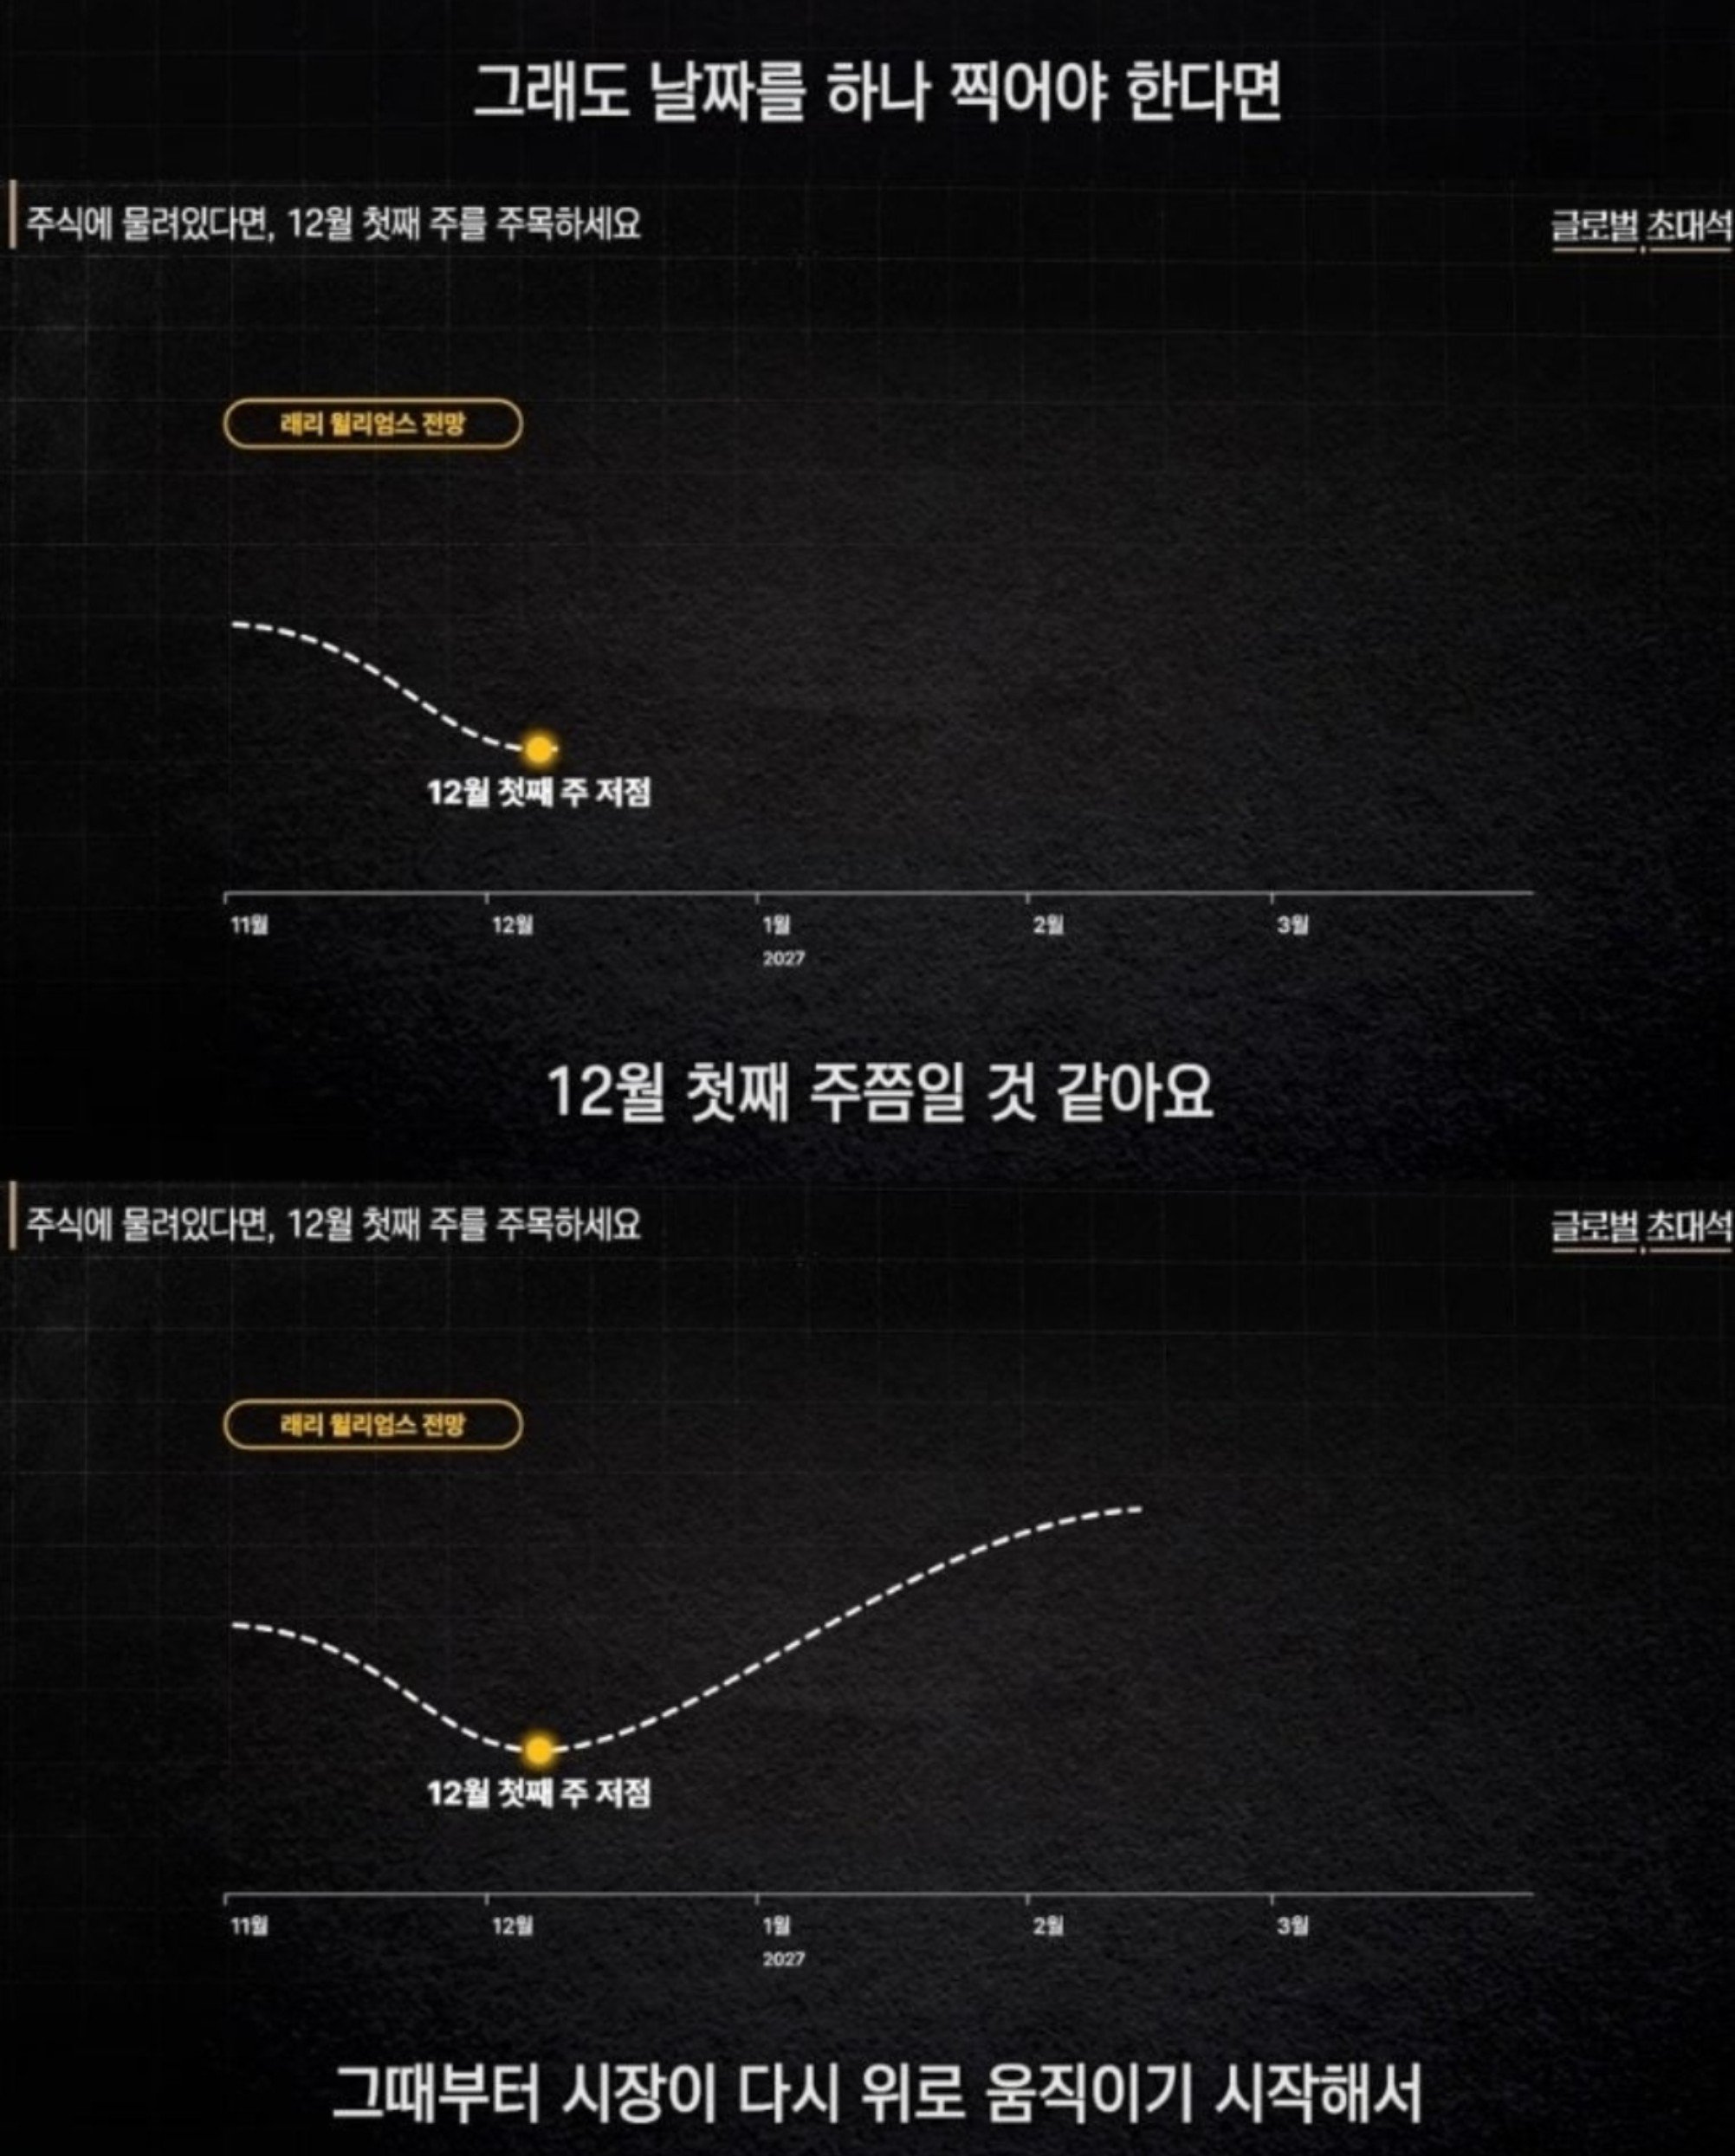 그래도 날짜를 하나 찍어야 한다면
주식에 물려있다면, 12월 첫째 주를 주목하세요
글로벌 초대석
래리 윌리엄스 전망
12월 첫째 주 저점
11월 12월 1월 2월 3월
2027
12월 첫째 주쯤일 것 같아요
주식에 물려있다면, 12월 첫째 주를 주목하세요
글로벌 초대석
래리 윌리엄스 전망
12월 첫째 주 저점
11월 12월 1월 2월 3월
2027
그때부터 시장이 다시 위로 움직이기 시작해서